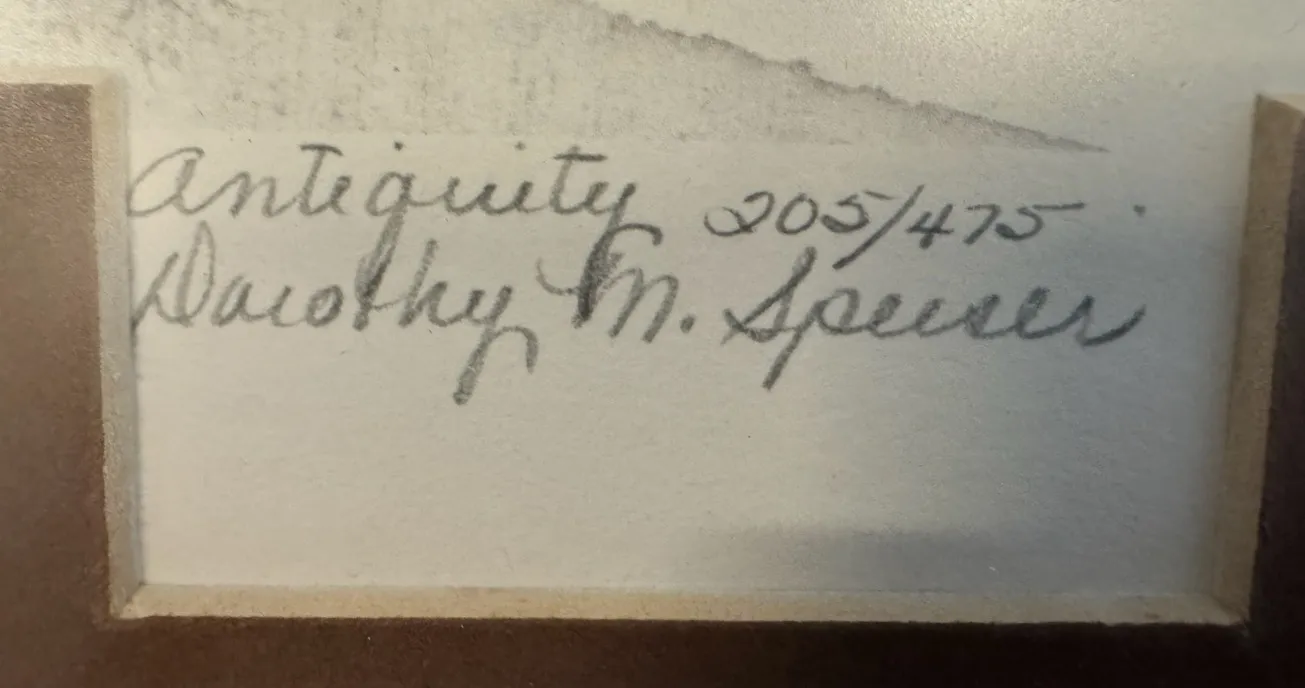 Antiquity 205/475
Dorothy M. Spenser